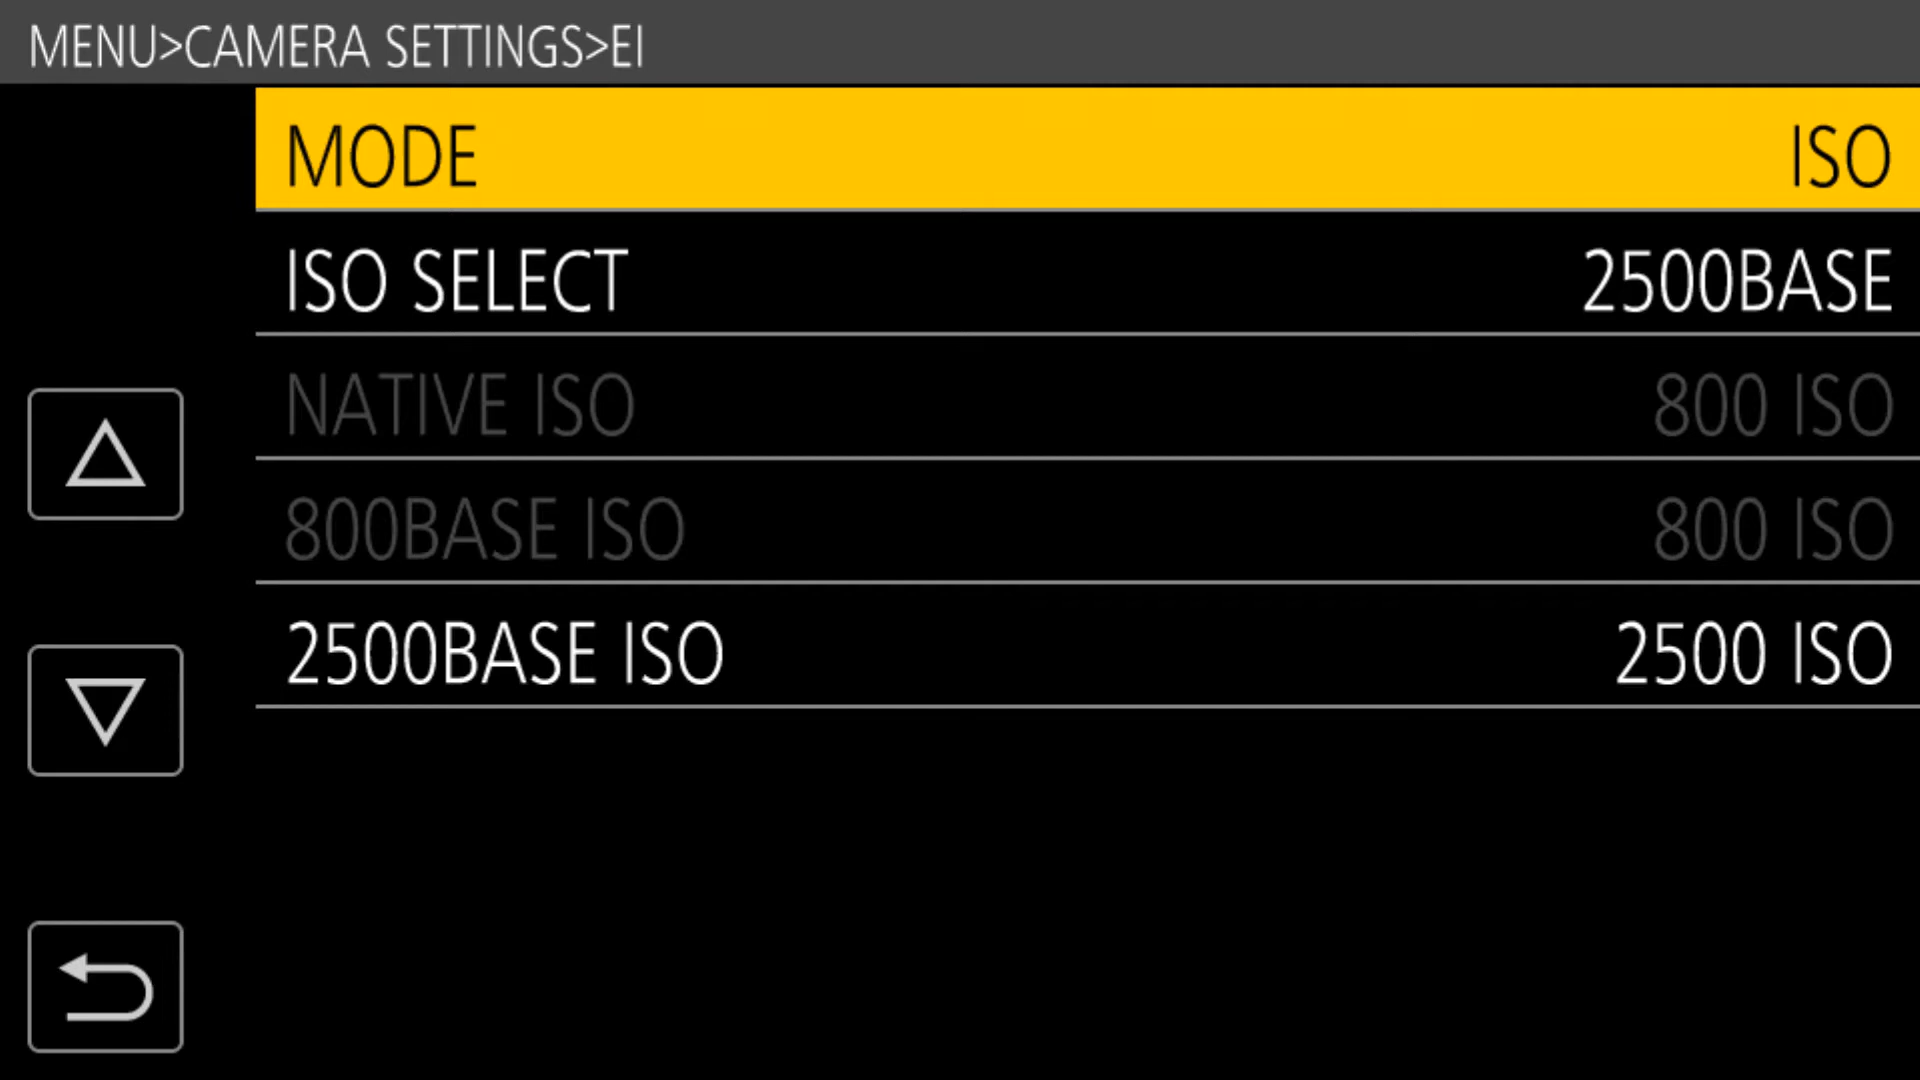 MENU>CAMERA SETTINGS>EI
MODE ISO
ISO SELECT 2500BASE
NATIVE ISO 800 ISO
800BASE ISO 800 ISO
2500BASE ISO 2500 ISO